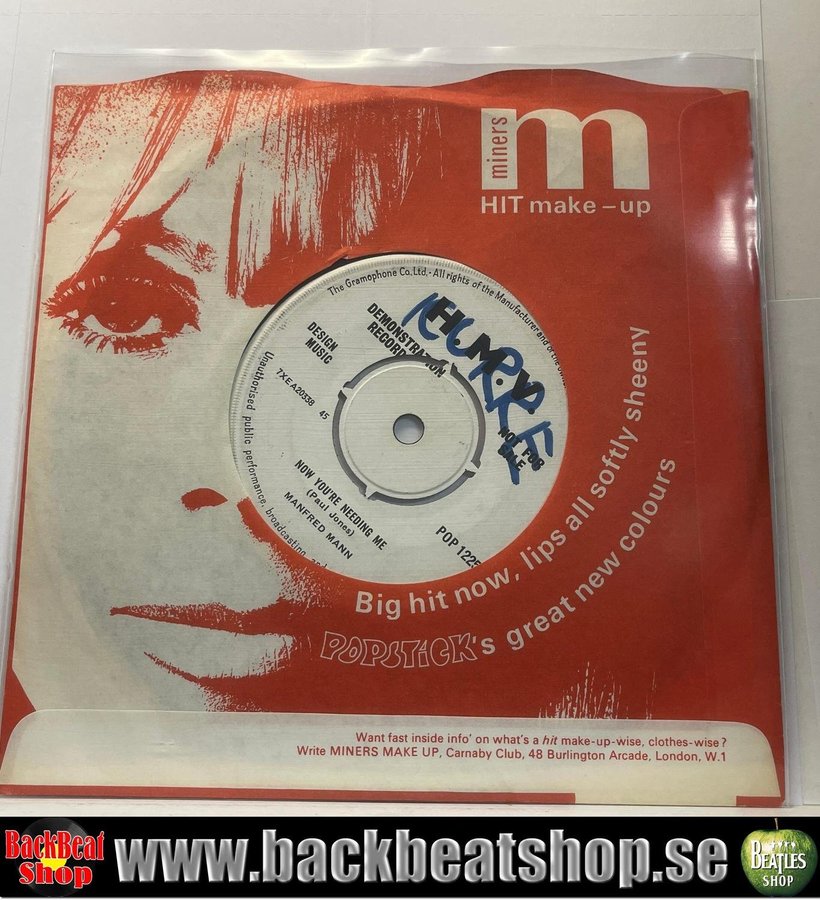 miners
m
HIT make-up
The Gramophone Co. Ltd.· All rights of the Manufacturer and of the
DEMONSTRATION
RECORD
H.M.V
DESIGN
MUSIC
7XEA20338 45
NOT FOR
SALE
NOW YOU'RE NEEDING ME
(Paul Jones)
MANFRED MANN
POP 1225
Unauthorised public performance, broadcasting and
Big hit now, lips all softly sheeny
POPSTICK's great new colours
Want fast inside info' on what's a hit make-up-wise, clothes-wise?
Write MINERS MAKE UP, Carnaby Club, 48 Burlington Arcade, London, W.1
BackBeat
Shop
www.backbeatshop.se
BEATLES
SHOP